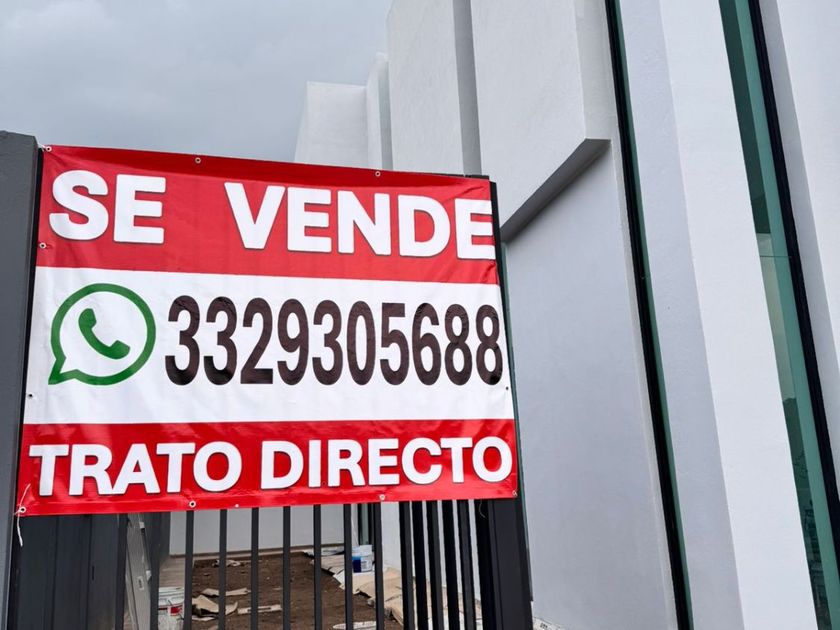 SE VENDE
3329305688
TRATO DIRECTO